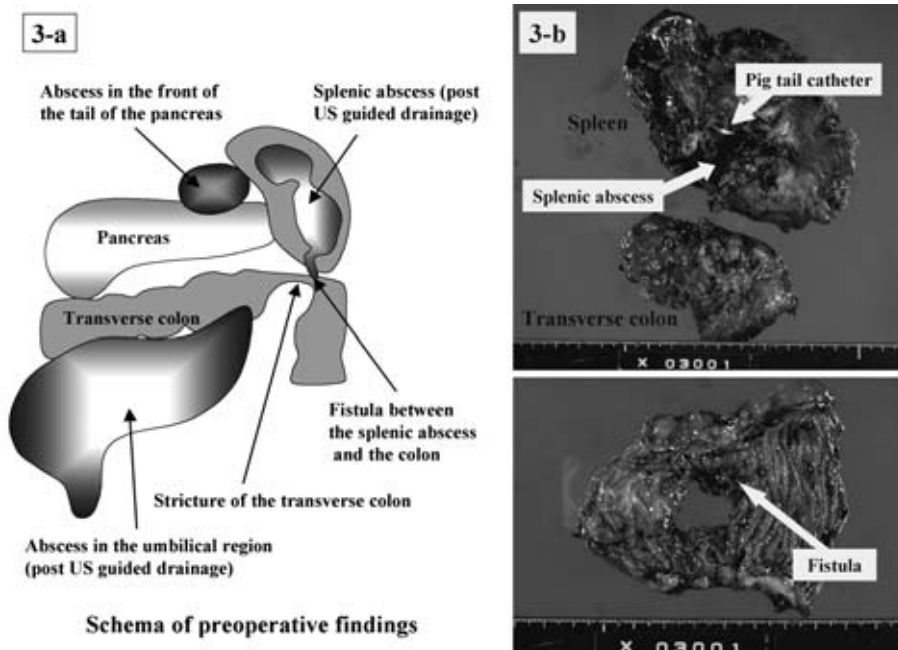 3-a
Abscess in the front of
the tail of the pancreas
Splenic abscess (post
US guided drainage)
Pancreas
Transverse colon
Fistula between
the splenic abscess
and the colon
Stricture of the transverse colon
Abscess in the umbilical region
(post US guided drainage)
Schema of preoperative findings
3-b
Pig tail catheter
Spleen
Splenic abscess
Transverse colon
X 03001
Fistula
X 03001